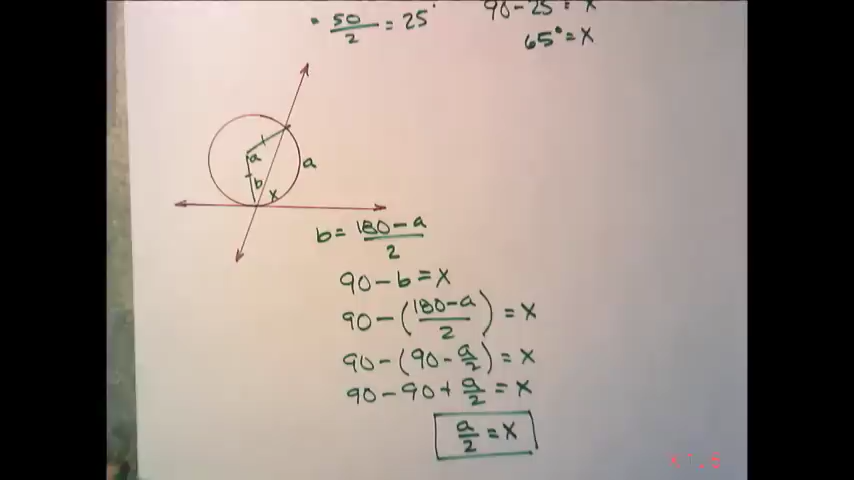 50/2 = 25°
90 - 25 = x
65° = x
a
a
b
x
b = (180 - a)/2
90 - b = x
90 - ((180 - a)/2) = x
90 - (90 - a/2) = x
90 - 90 + a/2 = x
a/2 = x